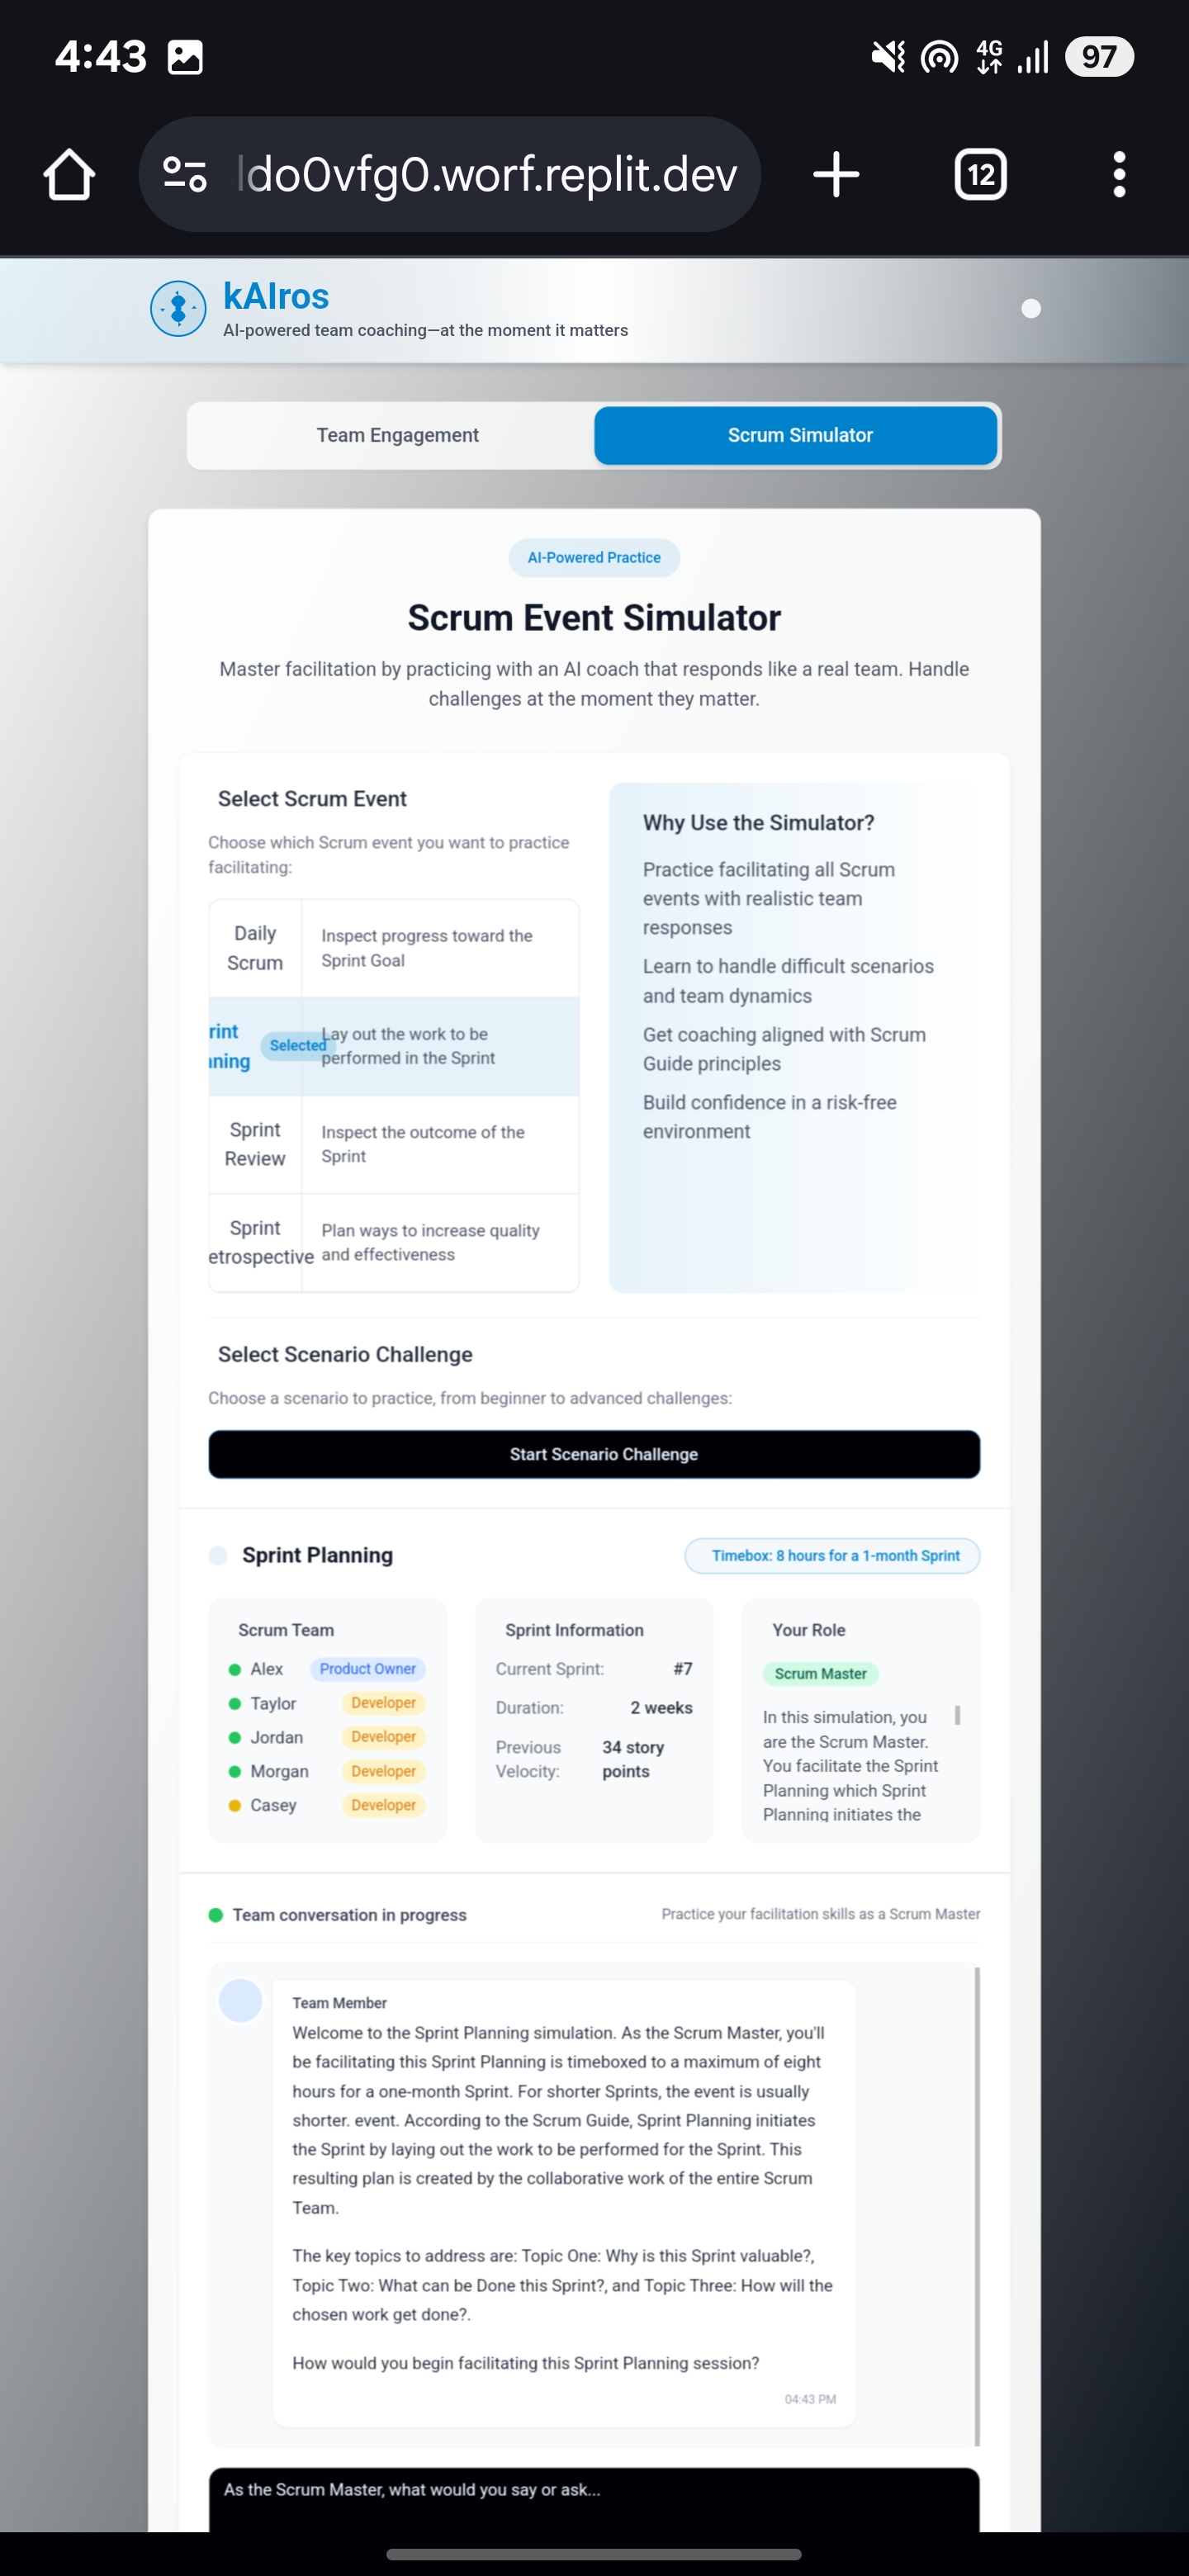 4:43
4G
97
ldo0vfg0.worf.replit.dev
12
kAIros
AI-powered team coaching—at the moment it matters
Team Engagement
Scrum Simulator
AI-Powered Practice
Scrum Event Simulator
Master facilitation by practicing with an AI coach that responds like a real team. Handle
challenges at the moment they matter.
Select Scrum Event
Choose which Scrum event you want to practice
facilitating:
Daily
Scrum
Inspect progress toward the
Sprint Goal
rint
nning
Selected
Lay out the work to be
performed in the Sprint
Sprint
Review
Inspect the outcome of the
Sprint
Sprint
etrospective
Plan ways to increase quality
and effectiveness
Why Use the Simulator?
Practice facilitating all Scrum
events with realistic team
responses
Learn to handle difficult scenarios
and team dynamics
Get coaching aligned with Scrum
Guide principles
Build confidence in a risk-free
environment
Select Scenario Challenge
Choose a scenario to practice, from beginner to advanced challenges:
Start Scenario Challenge
Sprint Planning
Timebox: 8 hours for a 1-month Sprint
Scrum Team
Alex Product Owner
Taylor Developer
Jordan Developer
Morgan Developer
Casey Developer
Sprint Information
Current Sprint: #7
Duration: 2 weeks
Previous 34 story
Velocity: points
Your Role
Scrum Master
In this simulation, you
are the Scrum Master.
You facilitate the Sprint
Planning which Sprint
Planning initiates the
Team conversation in progress
Practice your facilitation skills as a Scrum Master
Team Member
Welcome to the Sprint Planning simulation. As the Scrum Master, you'll
be facilitating this Sprint Planning is timeboxed to a maximum of eight
hours for a one-month Sprint. For shorter Sprints, the event is usually
shorter. event. According to the Scrum Guide, Sprint Planning initiates
the Sprint by laying out the work to be performed for the Sprint. This
resulting plan is created by the collaborative work of the entire Scrum
Team.
The key topics to address are: Topic One: Why is this Sprint valuable?,
Topic Two: What can be Done this Sprint?, and Topic Three: How will the
chosen work get done?.
How would you begin facilitating this Sprint Planning session?
04:43 PM
As the Scrum Master, what would you say or ask...